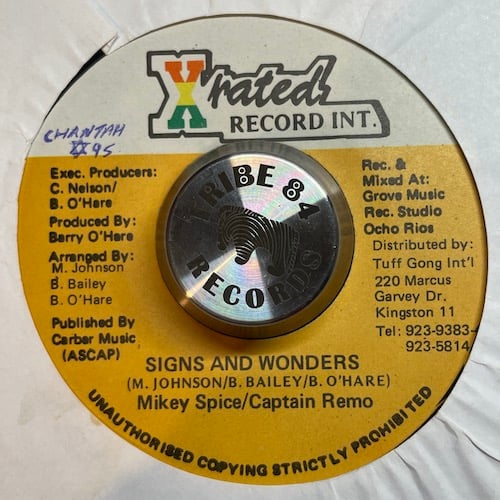 X rated
RECORD INT.
CHANTAH
95
Exec. Producers:
C. Nelson/
B. O'Hare
Produced By:
Barry O'Hare
Arranged By:
M. Johnson
B. Bailey
B. O'Hare
Published By
Carbar Music
(ASCAP)
TRIBE 84
RECORDS
Rec. &
Mixed At:
Grove Music
Rec. Studio
Ocho Rios
Distributed by:
Tuff Gong Int'l
220 Marcus
Garvey Dr.
Kingston 11
Tel: 923-9383-
923-5814
SIGNS AND WONDERS
(M. JOHNSON/B. BAILEY/B. O'HARE)
Mikey Spice/Captain Remo
UNAUTHORISED COPYING STRICTLY PROHIBITED